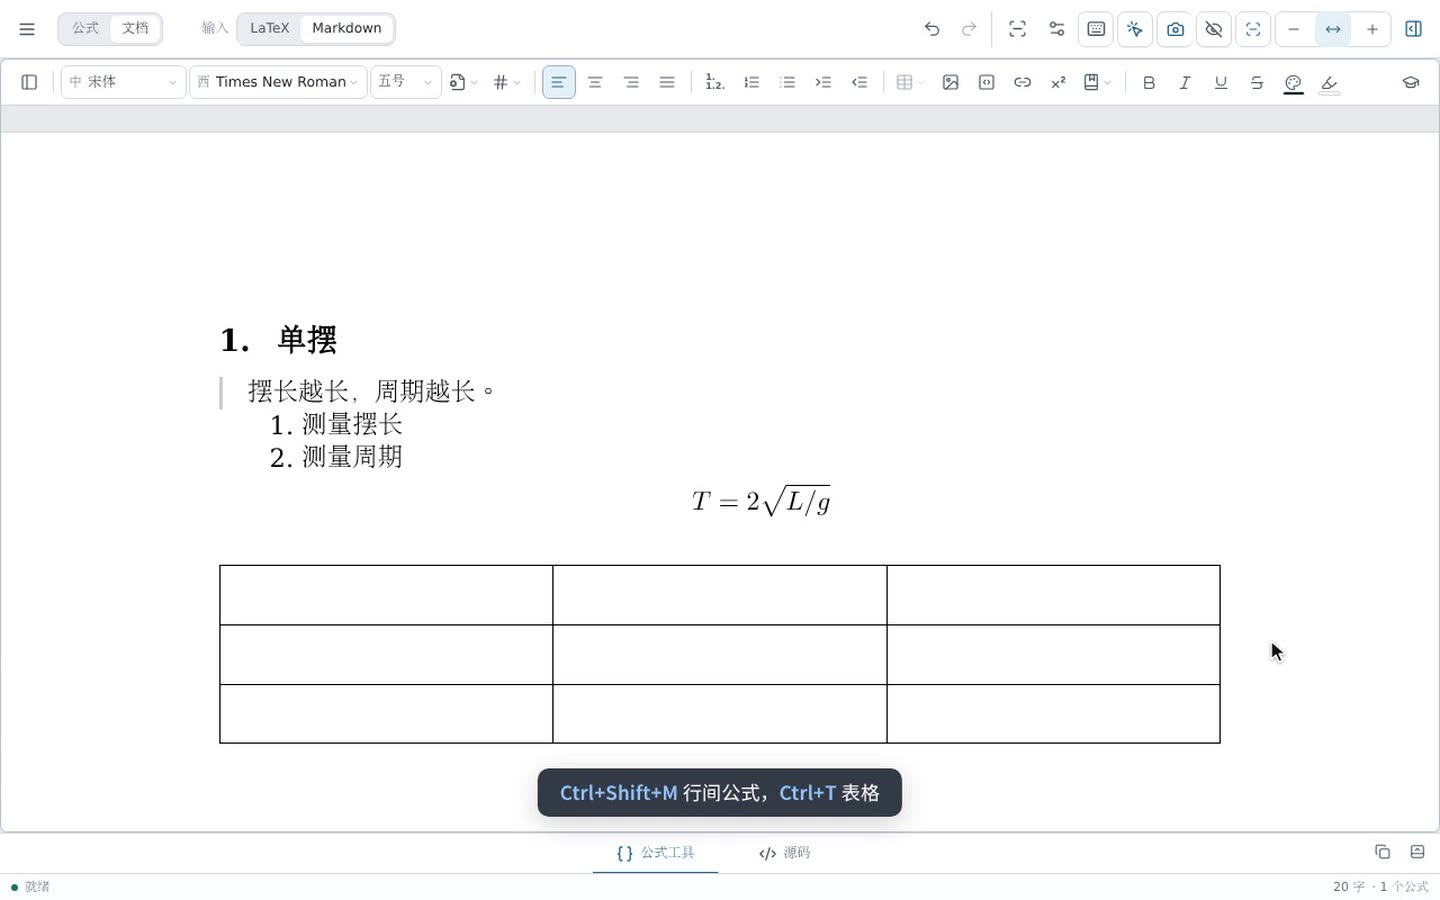 公式 文档 输入 LaTeX Markdown
中 宋体 西 Times New Roman 五号
1. 单摆
摆长越长，周期越长。
1. 测量摆长
2. 测量周期
T = 2√L/g
Ctrl+Shift+M 行间公式，Ctrl+T 表格
{} 公式工具 </> 源码
就绪 20 字 · 1 个公式